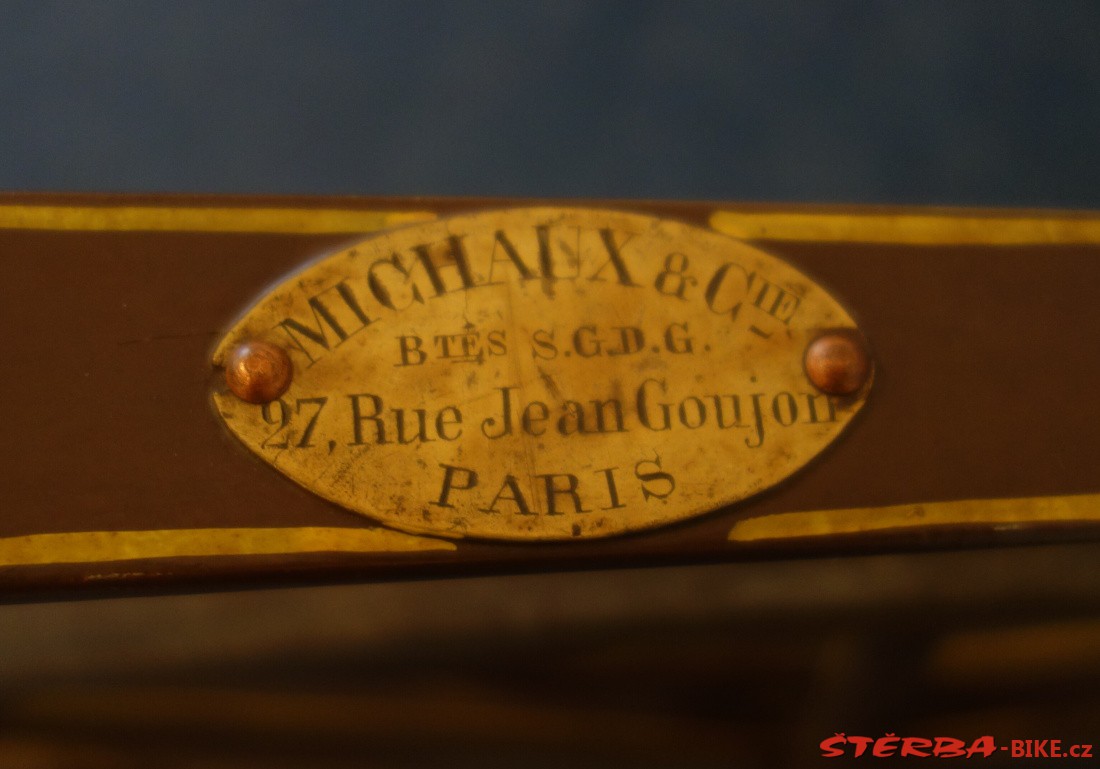 MICHAUX & CIE
BTÉS S.G.D.G.
27, Rue Jean Goujon
PARIS
ŠTĚRBA-BIKE.cz